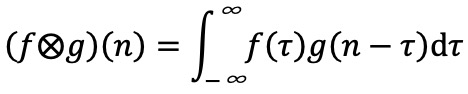 (f⊗g)(n) = ∫_{-∞}^{∞} f(τ)g(n − τ)dτ